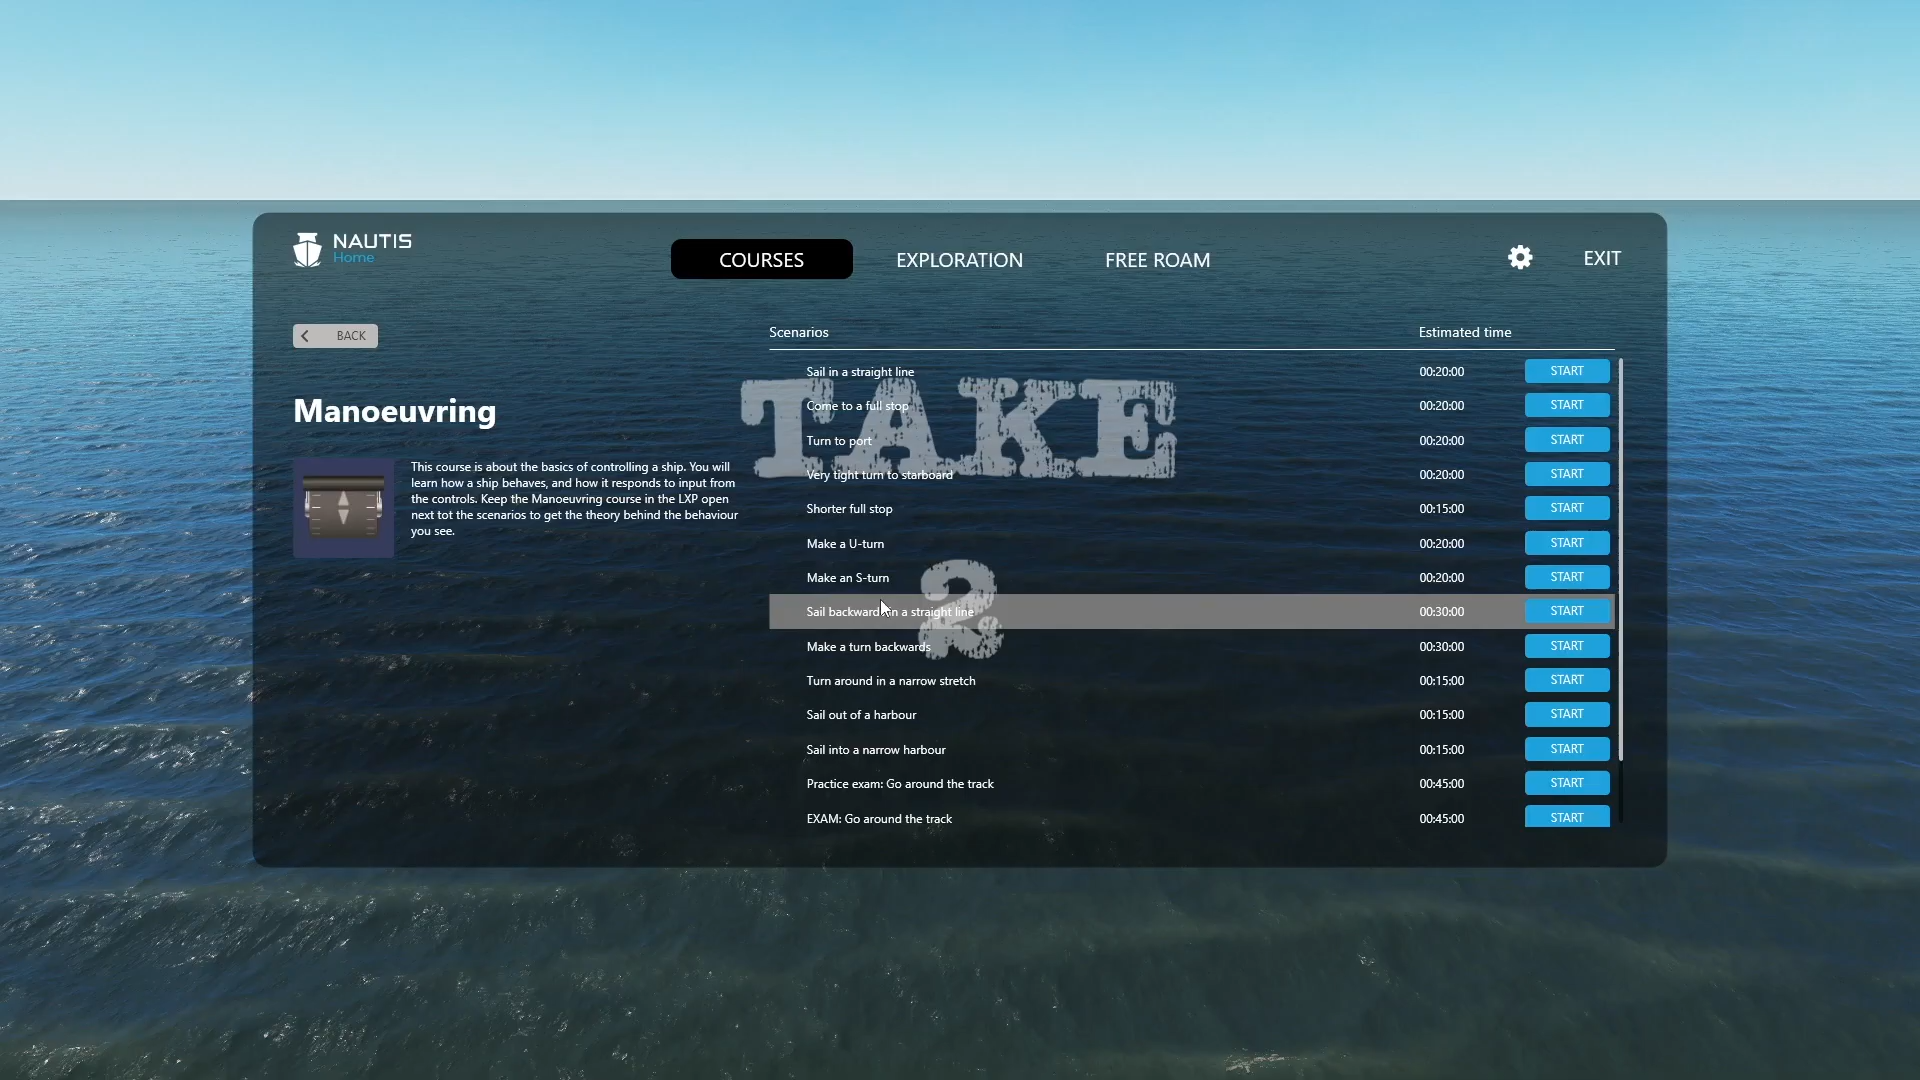 NAUTIS
Home
COURSES
EXPLORATION
FREE ROAM
EXIT
BACK
Manoeuvring
This course is about the basics of controlling a ship. You will
learn how a ship behaves, and how it responds to input from
the controls. Keep the Manoeuvring course in the LXP open
next tot the scenarios to get the theory behind the behaviour
you see.
Scenarios Estimated time
Sail in a straight line 00:20:00 START
Come to a full stop 00:20:00 START
Turn to port 00:20:00 START
Very tight turn to starboard 00:20:00 START
Shorter full stop 00:15:00 START
Make a U-turn 00:20:00 START
Make an S-turn 00:20:00 START
Sail backwards in a straight line 00:30:00 START
Make a turn backwards 00:30:00 START
Turn around in a narrow stretch 00:15:00 START
Sail out of a harbour 00:15:00 START
Sail into a narrow harbour 00:15:00 START
Practice exam: Go around the track 00:45:00 START
EXAM: Go around the track 00:45:00 START
TAKE
2